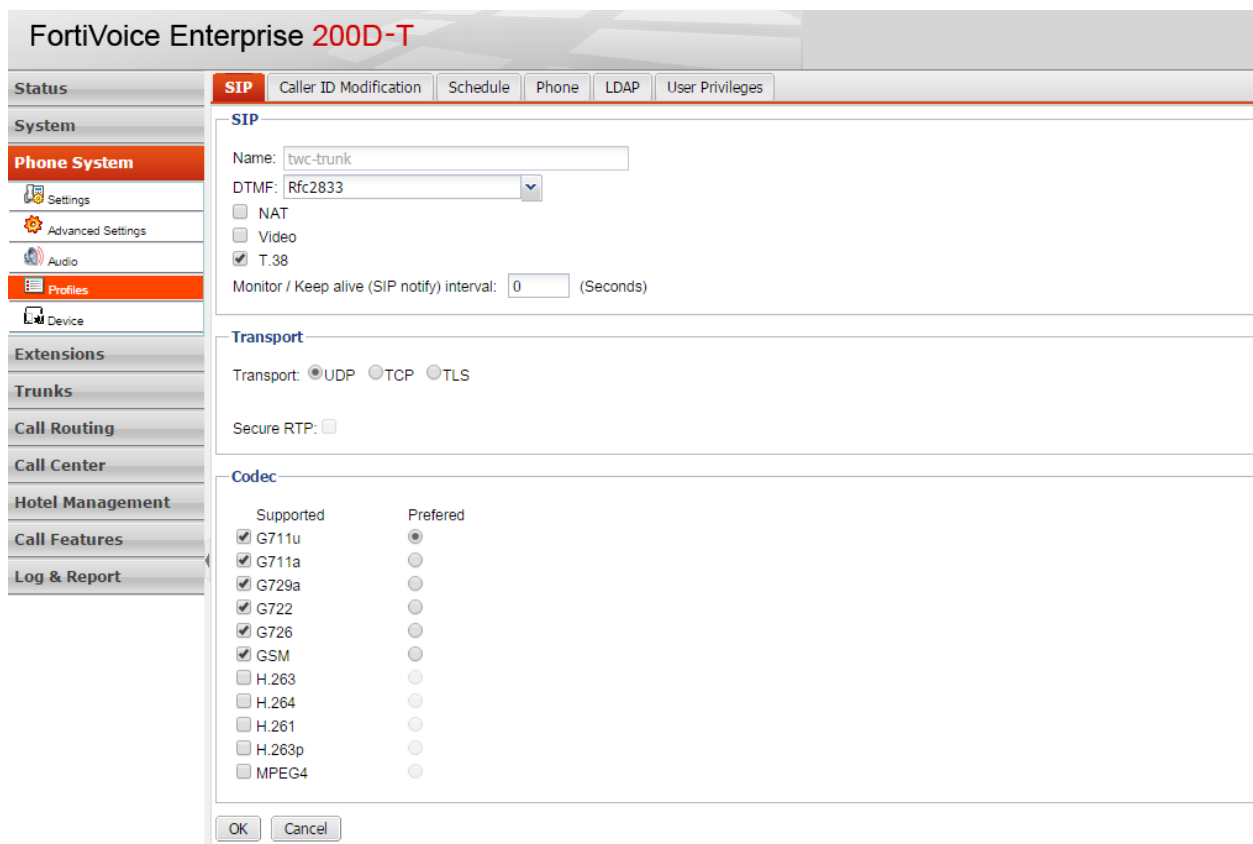 FortiVoice Enterprise 200D-T
Status
System
Phone System
Settings
Advanced Settings
Audio
Profiles
Device
Extensions
Trunks
Call Routing
Call Center
Hotel Management
Call Features
Log & Report
SIP Caller ID Modification Schedule Phone LDAP User Privileges
SIP
Name: twc-trunk
DTMF: Rfc2833
NAT
Video
T.38
Monitor / Keep alive (SIP notify) interval: 0 (Seconds)
Transport
Transport: UDP TCP TLS
Secure RTP:
Codec
Supported Prefered
G711u
G711a
G729a
G722
G726
GSM
H.263
H.264
H.261
H.263p
MPEG4
OK Cancel